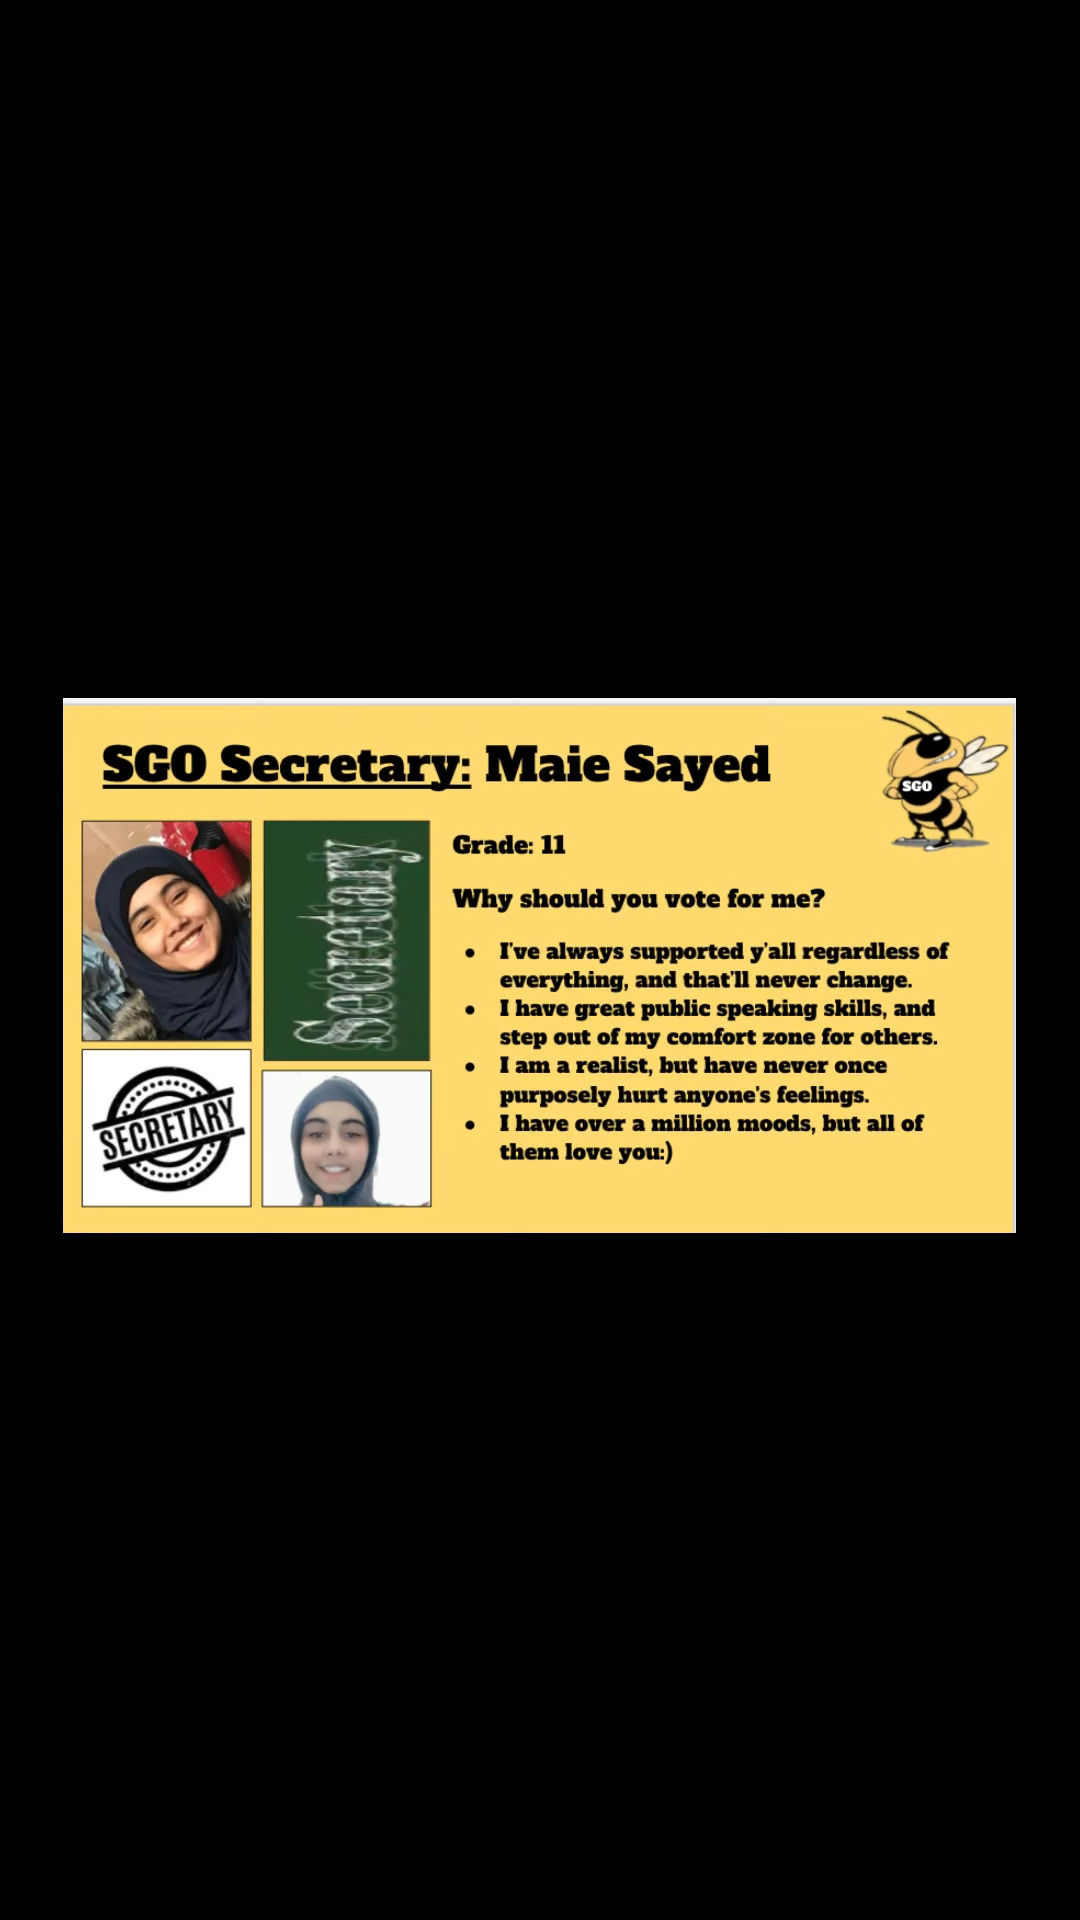 SGO Secretary: Maie Sayed
SGO
Secretary
SECRETARY
Grade: 11
Why should you vote for me?
● I've always supported y'all regardless of
everything, and that'll never change.
● I have great public speaking skills, and
step out of my comfort zone for others.
● I am a realist, but have never once
purposely hurt anyone's feelings.
● I have over a million moods, but all of
them love you:)